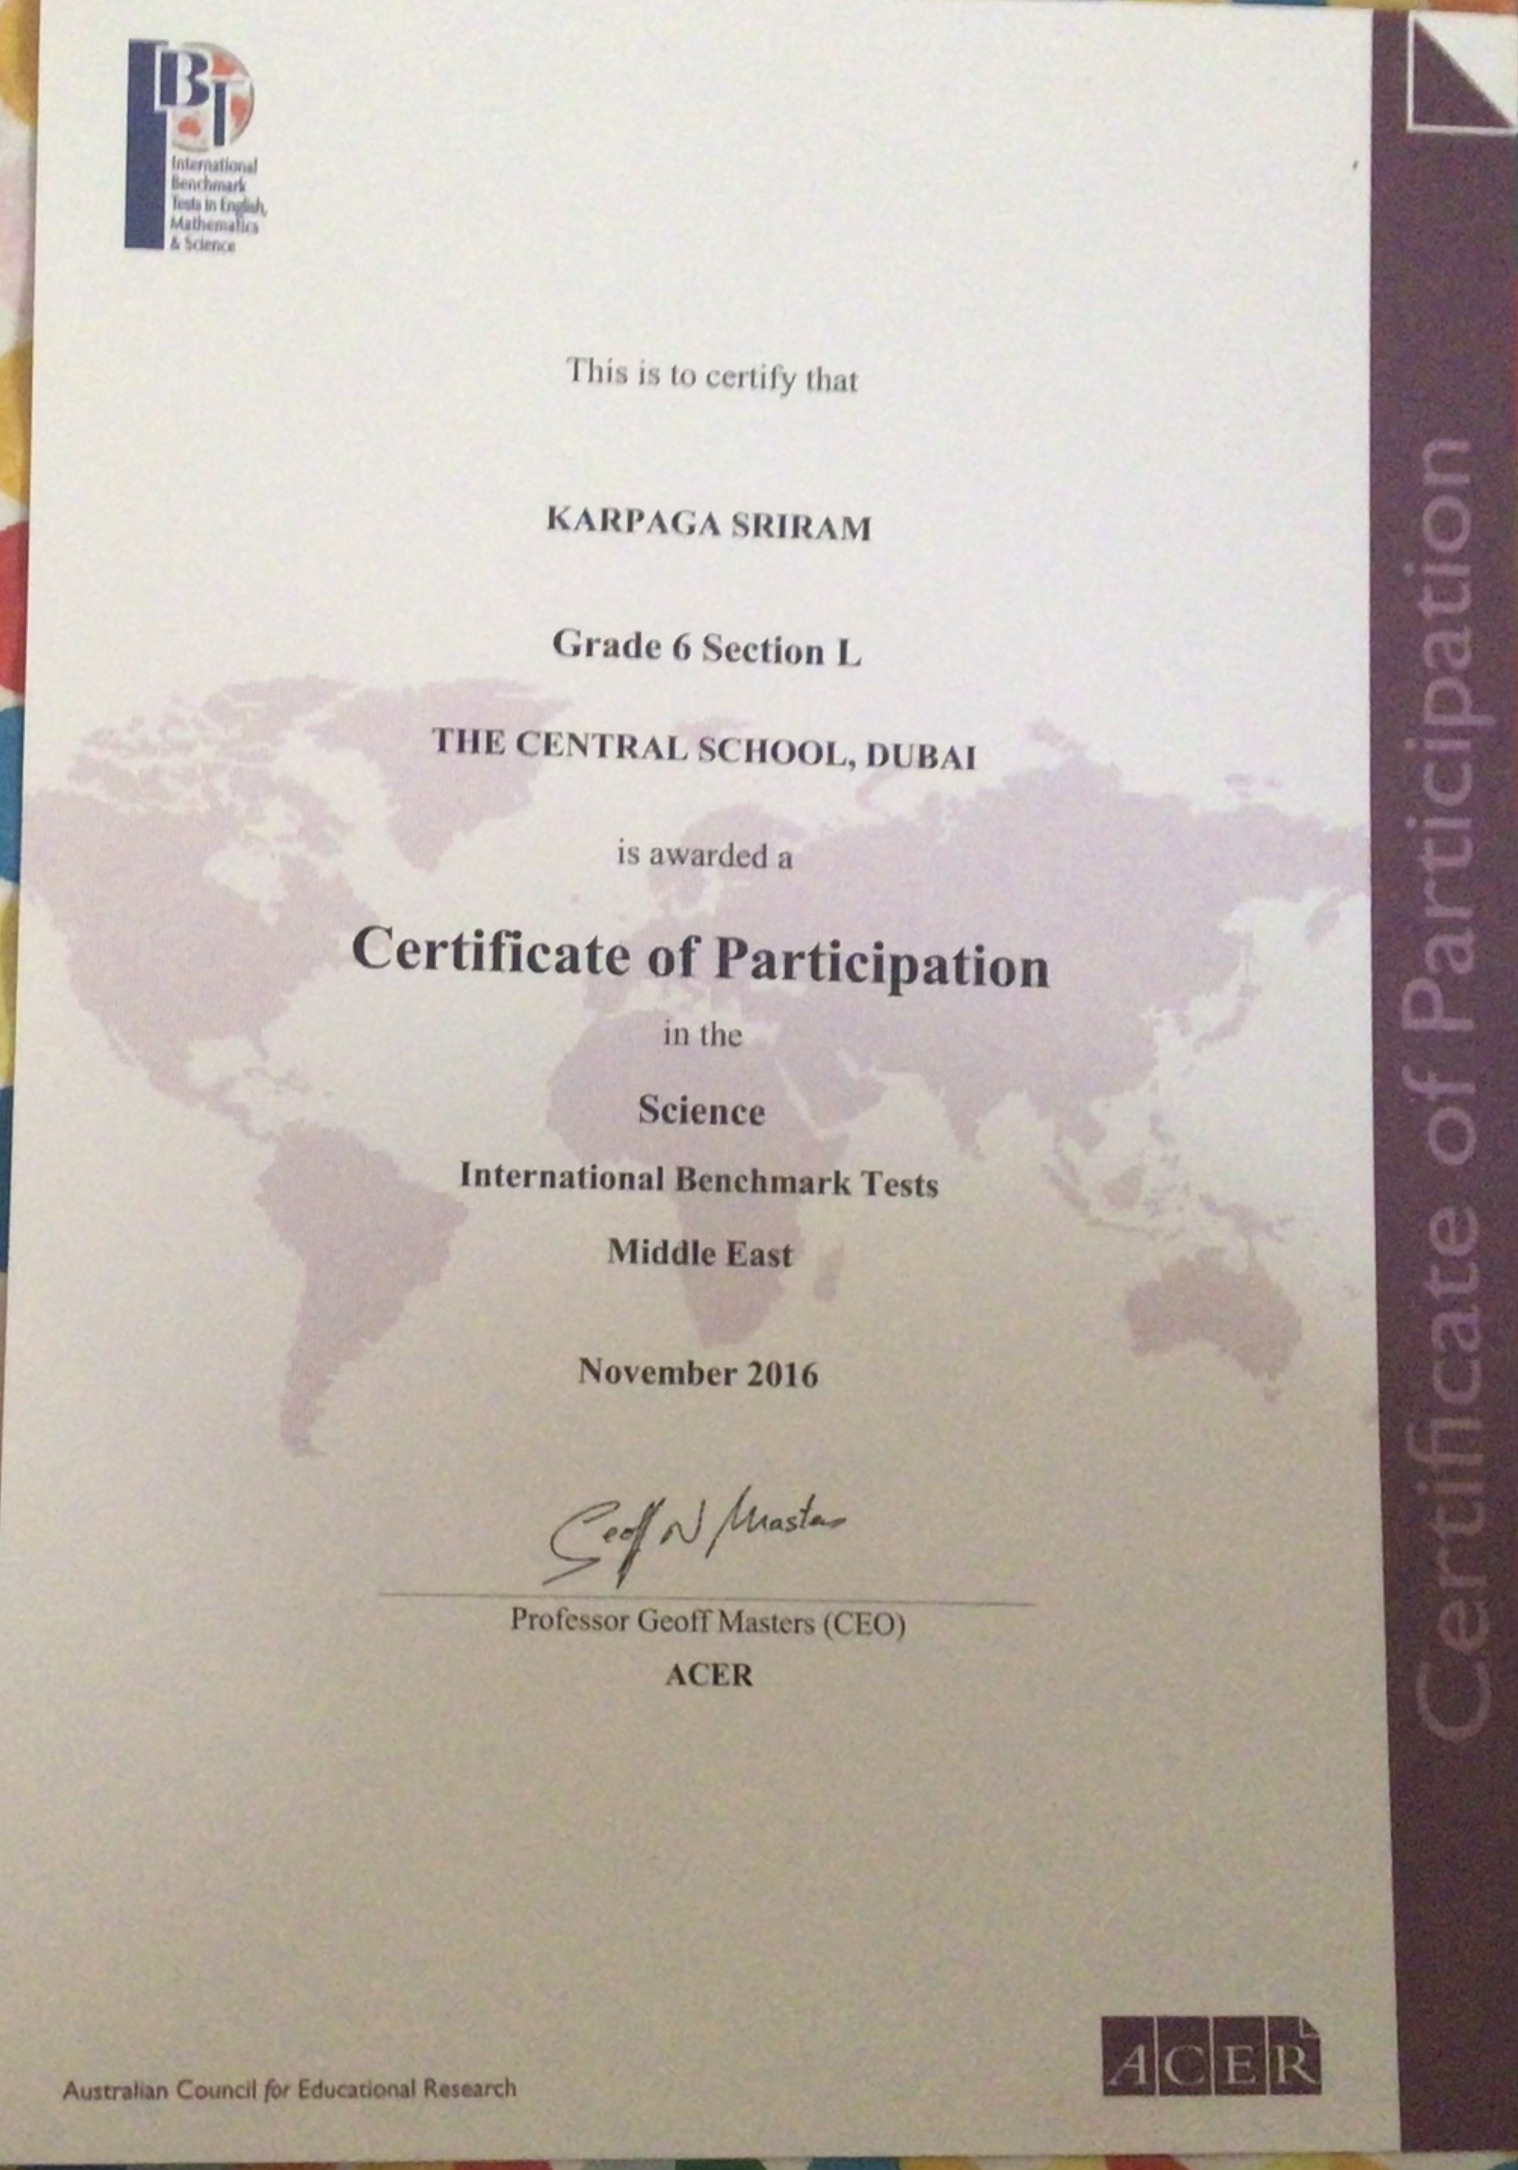 IBT
International
Benchmark
Tests in English,
Mathematics
& Science
This is to certify that
KARPAGA SRIRAM
Grade 6 Section L
THE CENTRAL SCHOOL, DUBAI
is awarded a
Certificate of Participation
in the
Science
International Benchmark Tests
Middle East
November 2016
Geoff N Masters
Professor Geoff Masters (CEO)
ACER
Australian Council for Educational Research
ACER
Certificate of Participation